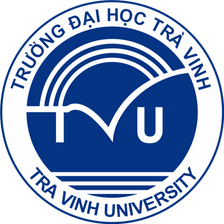 TRƯỜNG ĐẠI HỌC TRÀ VINH
TVU
TRA VINH UNIVERSITY